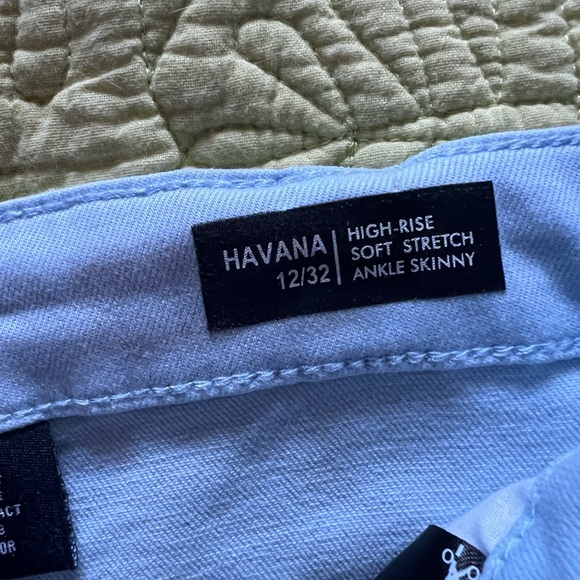 HAVANA
12/32
HIGH-RISE
SOFT STRETCH
ANKLE SKINNY